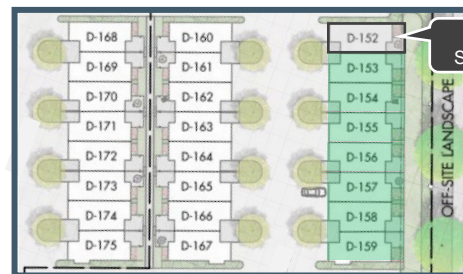 D-168 D-160 D-152
S
D-169 D-161 D-153
D-170 D-162 D-154
D-171 D-163 D-155
D-172 D-164 D-156
D-173 D-165 D-157
D-174 D-166 D-158
D-175 D-167 D-159
OFF-SITE LANDSCAPE